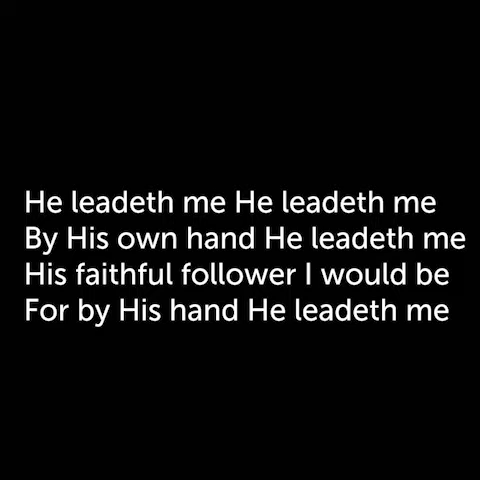 He leadeth me He leadeth me
By His own hand He leadeth me
His faithful follower I would be
For by His hand He leadeth me